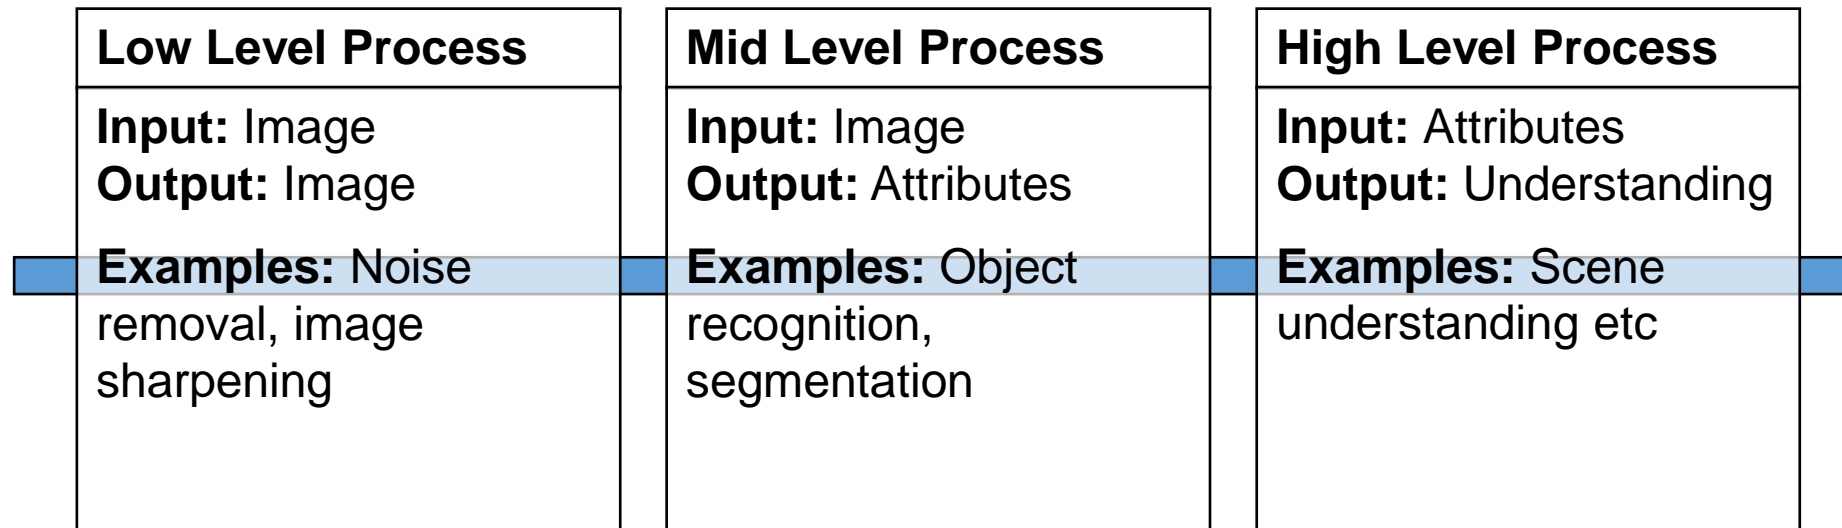 Low Level Process
Input: Image
Output: Image
Examples: Noise
removal, image
sharpening
Mid Level Process
Input: Image
Output: Attributes
Examples: Object
recognition,
segmentation
High Level Process
Input: Attributes
Output: Understanding
Examples: Scene
understanding etc